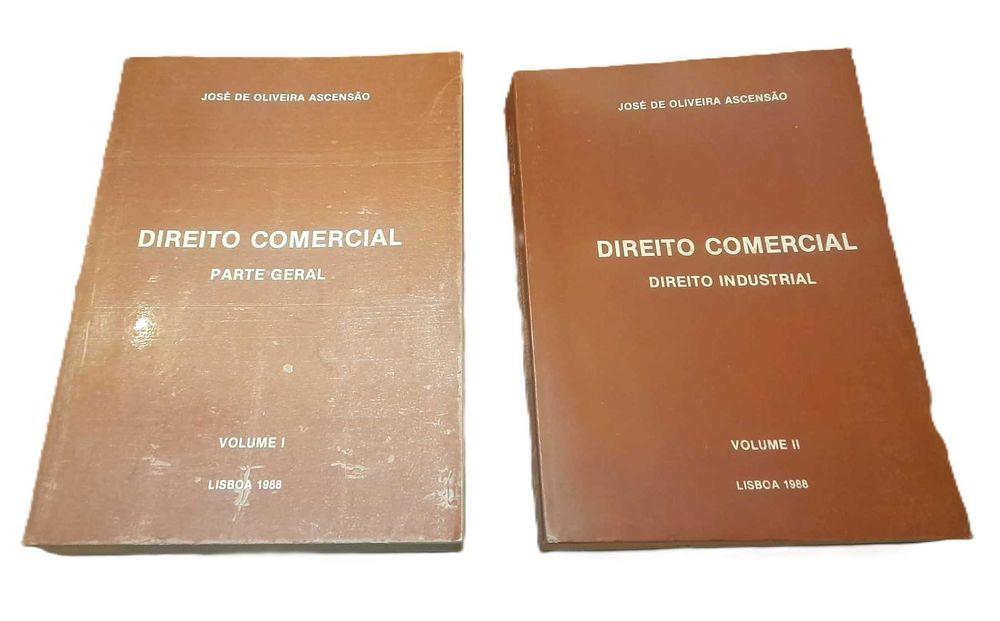 JOSÉ DE OLIVEIRA ASCENSÃO
DIREITO COMERCIAL
PARTE GERAL
VOLUME I
LISBOA 1988
JOSÉ DE OLIVEIRA ASCENSÃO
DIREITO COMERCIAL
DIREITO INDUSTRIAL
VOLUME II
LISBOA 1988